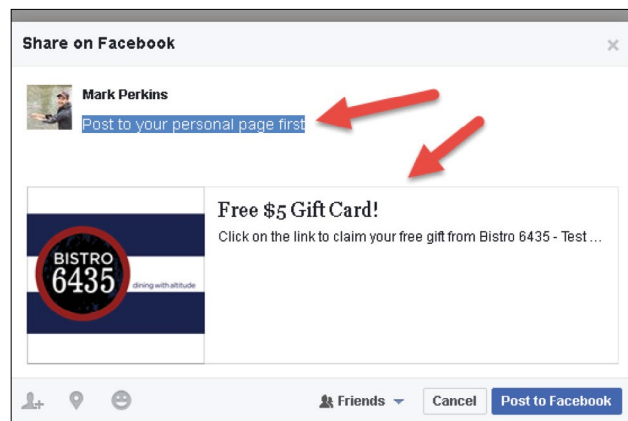 Share on Facebook
Mark Perkins
Post to your personal page first
Free $5 Gift Card!
Click on the link to claim your free gift from Bistro 6435 - Test ...
BISTRO
6435
dining with altitude
Friends
Cancel
Post to Facebook